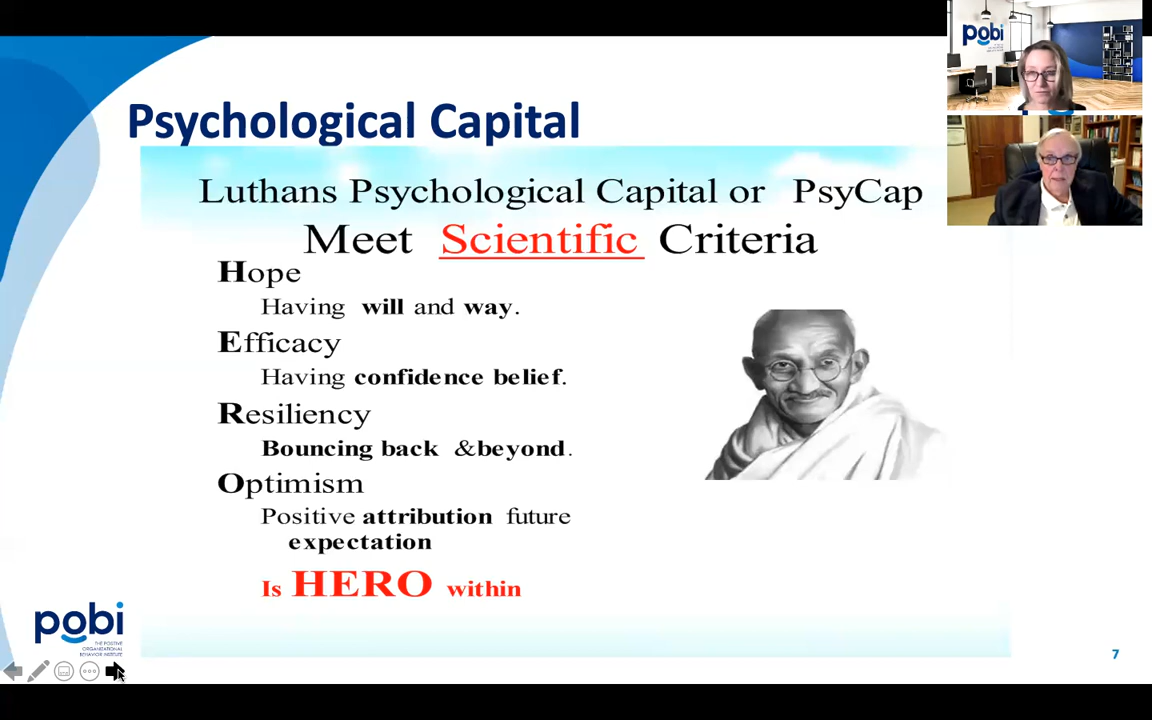 pobi
Psychological Capital
Luthans Psychological Capital or PsyCap
Meet Scientific Criteria
Hope
Having will and way.
Efficacy
Having confidence belief.
Resiliency
Bouncing back &beyond.
Optimism
Positive attribution future
expectation
Is HERO within
pobi
THE POSITIVE
ORGANIZATIONAL
BEHAVIOR INSTITUTE
7